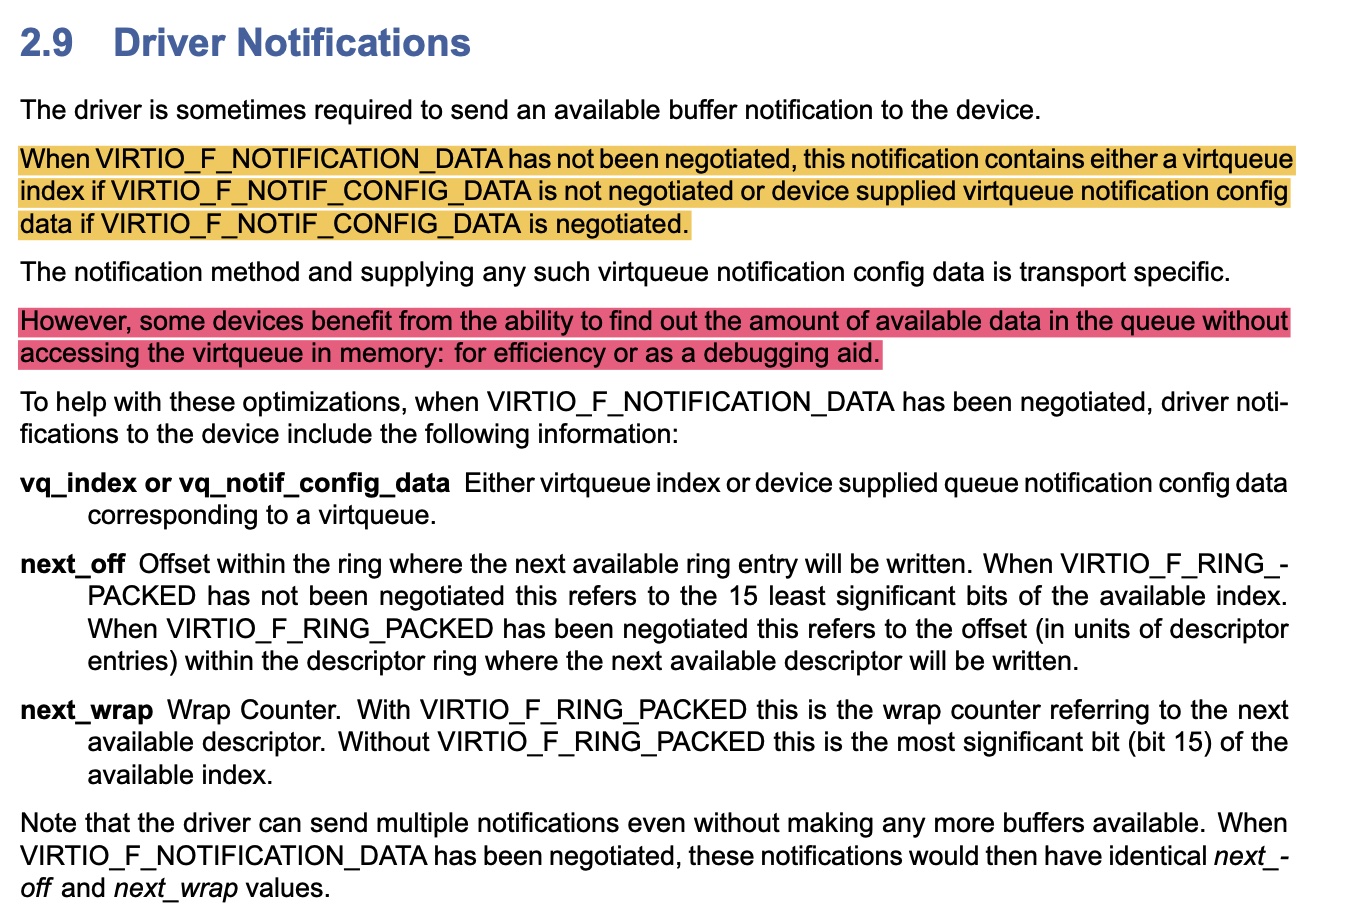 2.9 Driver Notifications
The driver is sometimes required to send an available buffer notification to the device.
When VIRTIO_F_NOTIFICATION_DATA has not been negotiated, this notification contains either a virtqueue
index if VIRTIO_F_NOTIF_CONFIG_DATA is not negotiated or device supplied virtqueue notification config
data if VIRTIO_F_NOTIF_CONFIG_DATA is negotiated.
The notification method and supplying any such virtqueue notification config data is transport specific.
However, some devices benefit from the ability to find out the amount of available data in the queue without
accessing the virtqueue in memory: for efficiency or as a debugging aid.
To help with these optimizations, when VIRTIO_F_NOTIFICATION_DATA has been negotiated, driver noti-
fications to the device include the following information:
vq_index or vq_notif_config_data Either virtqueue index or device supplied queue notification config data
corresponding to a virtqueue.
next_off Offset within the ring where the next available ring entry will be written. When VIRTIO_F_RING_-
PACKED has not been negotiated this refers to the 15 least significant bits of the available index.
When VIRTIO_F_RING_PACKED has been negotiated this refers to the offset (in units of descriptor
entries) within the descriptor ring where the next available descriptor will be written.
next_wrap Wrap Counter. With VIRTIO_F_RING_PACKED this is the wrap counter referring to the next
available descriptor. Without VIRTIO_F_RING_PACKED this is the most significant bit (bit 15) of the
available index.
Note that the driver can send multiple notifications even without making any more buffers available. When
VIRTIO_F_NOTIFICATION_DATA has been negotiated, these notifications would then have identical next_-
off and next_wrap values.